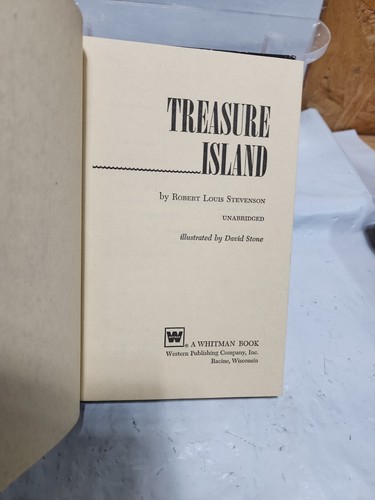 TREASURE
ISLAND
by ROBERT LOUIS STEVENSON
UNABRIDGED
illustrated by David Stone
W ® A WHITMAN BOOK
Western Publishing Company, Inc.
Racine, Wisconsin